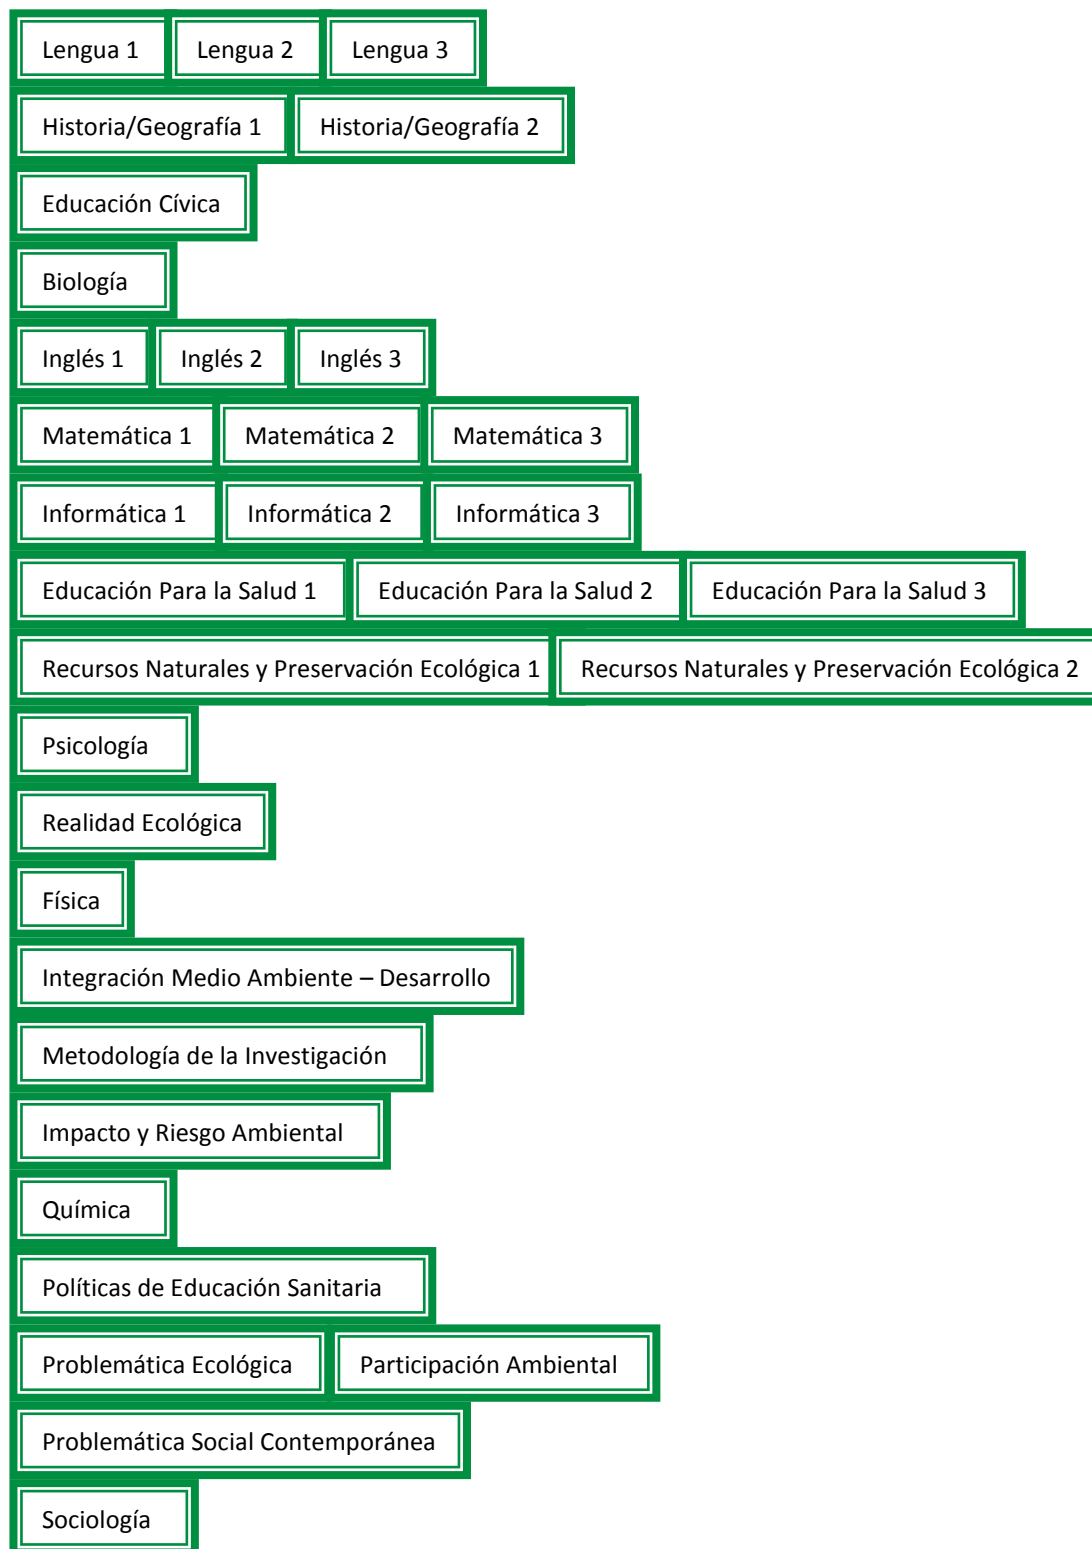 Lengua 1 Lengua 2 Lengua 3
Historia/Geografía 1 Historia/Geografía 2
Educación Cívica
Biología
Inglés 1 Inglés 2 Inglés 3
Matemática 1 Matemática 2 Matemática 3
Informática 1 Informática 2 Informática 3
Educación Para la Salud 1 Educación Para la Salud 2 Educación Para la Salud 3
Recursos Naturales y Preservación Ecológica 1 Recursos Naturales y Preservación Ecológica 2
Psicología
Realidad Ecológica
Física
Integración Medio Ambiente – Desarrollo
Metodología de la Investigación
Impacto y Riesgo Ambiental
Química
Políticas de Educación Sanitaria
Problemática Ecológica Participación Ambiental
Problemática Social Contemporánea
Sociología